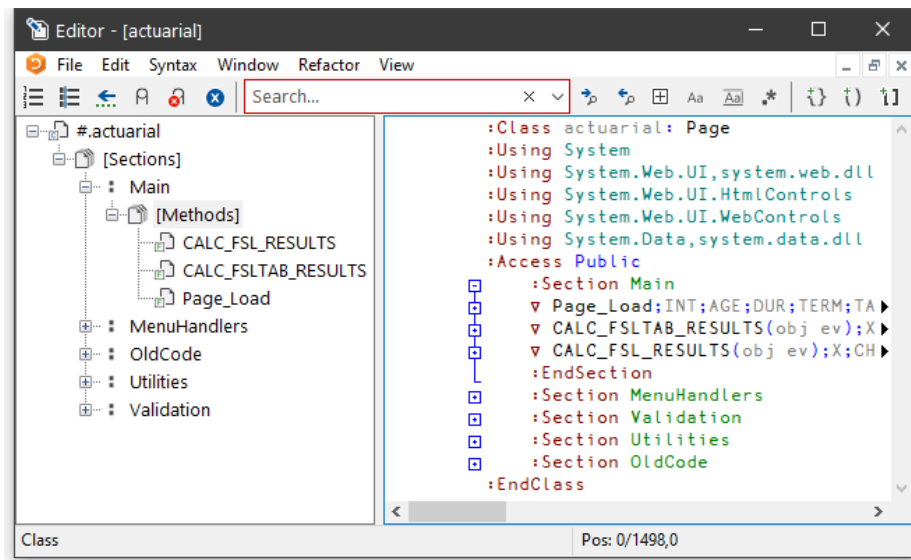 Editor - [actuarial]
File Edit Syntax Window Refactor View
Search...
Aa Aa .* {} () []
#.actuarial
[Sections]
Main
[Methods]
CALC_FSL_RESULTS
CALC_FSLTAB_RESULTS
Page_Load
MenuHandlers
OldCode
Utilities
Validation
:Class actuarial: Page
:Using System
:Using System.Web.UI,system.web.dll
:Using System.Web.UI.HtmlControls
:Using System.Web.UI.WebControls
:Using System.Data,system.data.dll
:Access Public
:Section Main
∇ Page_Load;INT;AGE;DUR;TERM;TA
∇ CALC_FSLTAB_RESULTS(obj ev);X
∇ CALC_FSL_RESULTS(obj ev);X;CH
:EndSection
:Section MenuHandlers
:Section Validation
:Section Utilities
:Section OldCode
:EndClass
Class
Pos: 0/1498,0